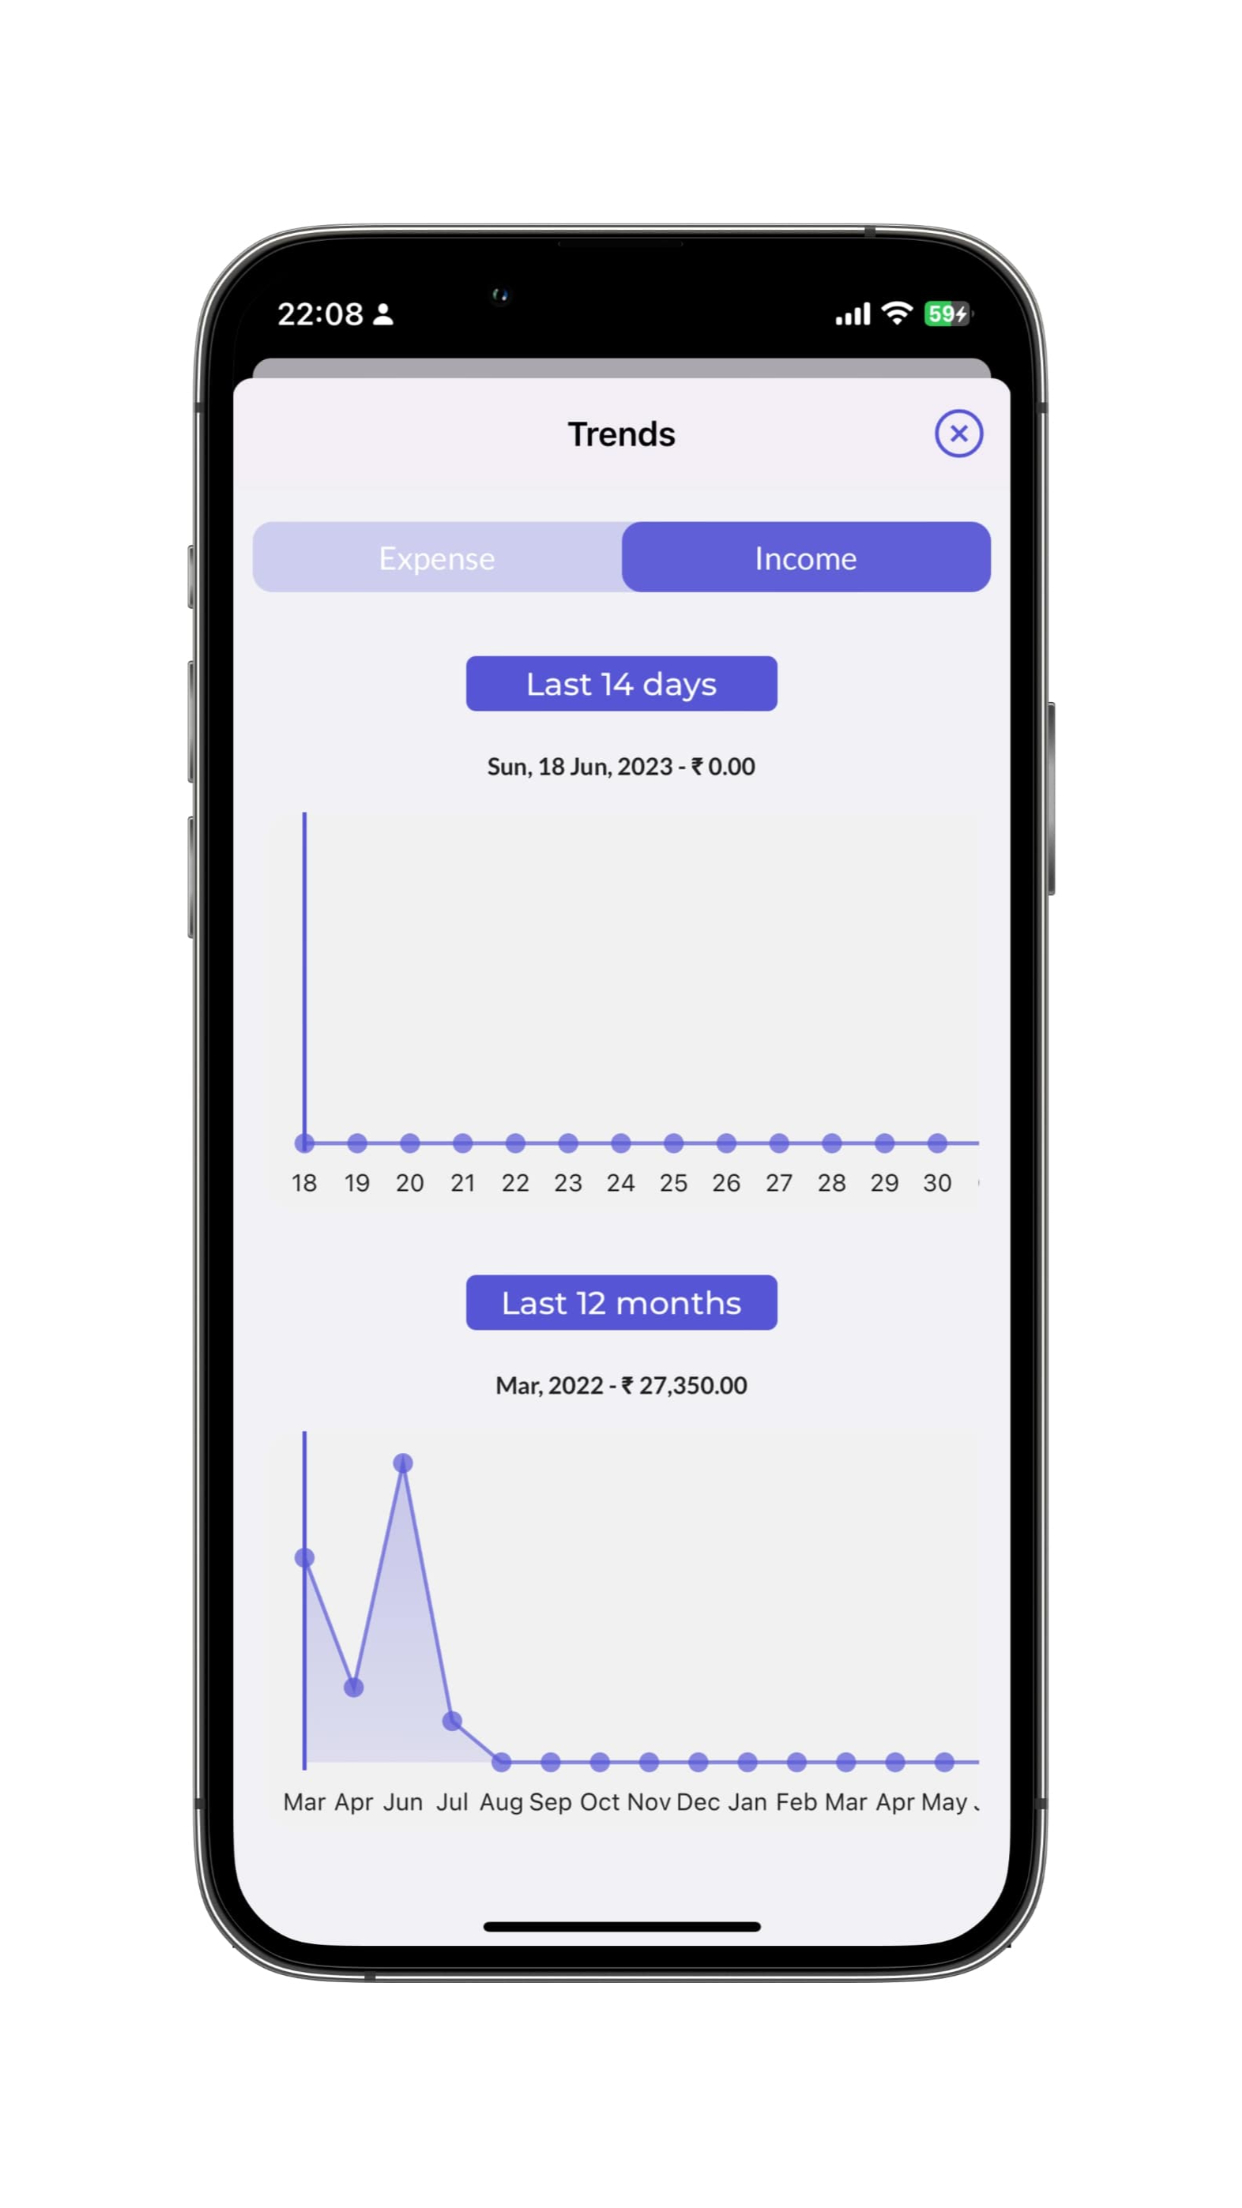 22:08
59
Trends
Expense Income
Last 14 days
Sun, 18 Jun, 2023 - ₹ 0.00
18 19 20 21 22 23 24 25 26 27 28 29 30
Last 12 months
Mar, 2022 - ₹ 27,350.00
Mar Apr Jun Jul Aug Sep Oct Nov Dec Jan Feb Mar Apr May